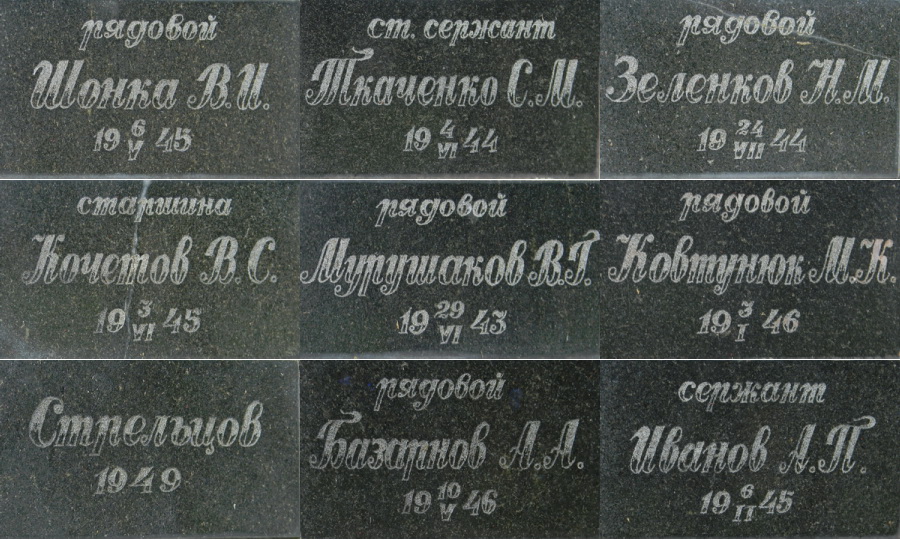 рядовой
Шонка В.И.
19 6/V 45
ст. сержант
Ткаченко С.М.
19 4/VI 44
рядовой
Зеленков Н.М.
19 24/VII 44
старшина
Кочетов В.С.
19 3/VI 45
рядовой
Мурушаков В.Г.
19 29/VI 43
рядовой
Ковтунюк М.К.
19 3/I 46
Стрельцов
1949
рядовой
Базатнов А.А.
19 10/V 46
сержант
Иванов А.П.
19 6/II 45